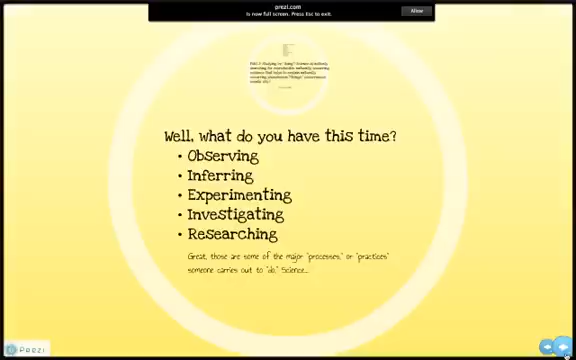 prezi.com
is now full screen. Press Esc to exit.
Allow
Well, what do you have this time?
• Observing
• Inferring
• Experimenting
• Investigating
• Researching
Great, those are some of the major "processes," or "practices"
someone carries out to "do," Science...
Prezi